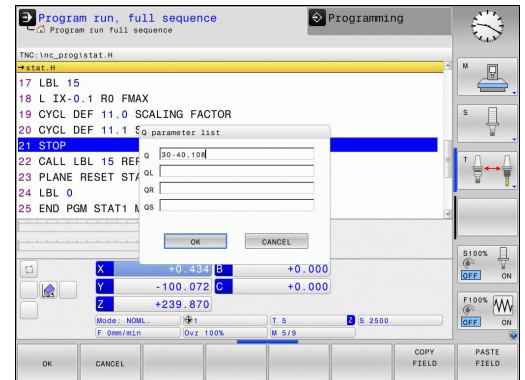 Program run, full sequence
Program run full sequence
Programming
TNC:\nc_prog\stat.H
→stat.H
17 LBL 15
18 L IX-0.1 R0 FMAX
19 CYCL DEF 11.0 SCALING FACTOR
20 CYCL DEF 11.1 S
21 STOP
22 CALL LBL 15 REP
23 PLANE RESET STA
24 LBL 0
25 END PGM STAT1 M
Q parameter list
Q 30-40.108
QL
QR
QS
OK CANCEL
X +0.434 B +0.000
Y -100.072 C +0.000
Z +239.870
Mode: NOML. 1 T 5 Z S 2500
F 0mm/min Ovr 100% M 5/9
M
S
T
S100%
OFF ON
F100%
OFF ON
OK CANCEL COPY FIELD PASTE FIELD